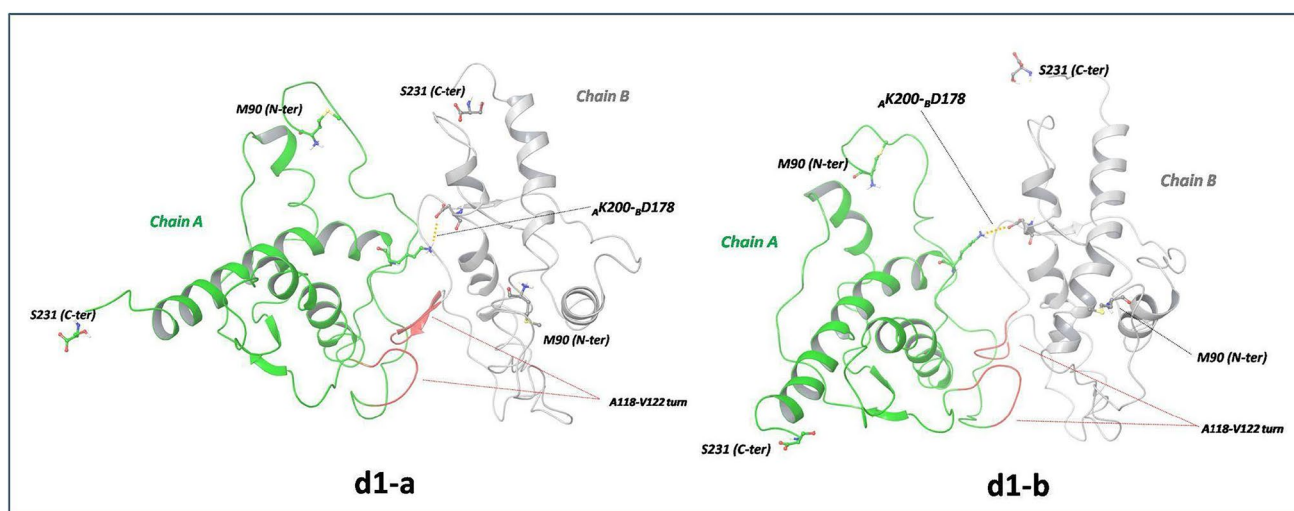 M90 (N-ter)
S231 (C-ter)
Chain B
Chain A
AK200-BD178
S231 (C-ter)
M90 (N-ter)
A118-V122 turn
d1-a
S231 (C-ter)
AK200-BD178
M90 (N-ter)
Chain B
Chain A
M90 (N-ter)
A118-V122 turn
S231 (C-ter)
d1-b